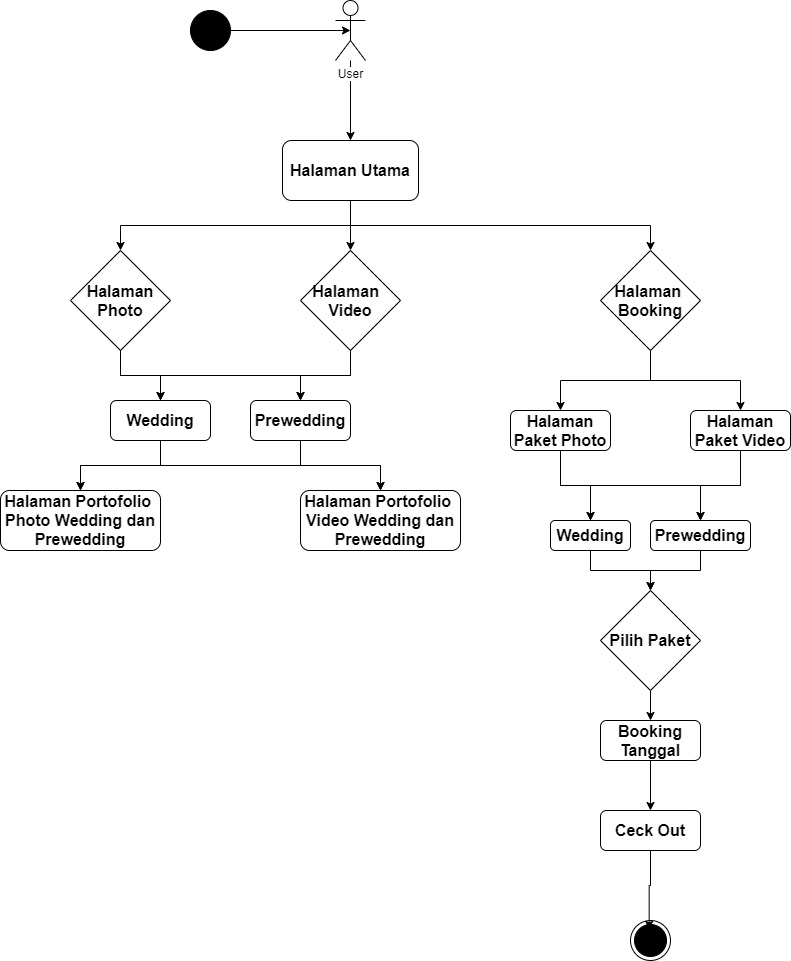 User
Halaman Utama
Halaman
Photo
Halaman
Video
Halaman
Booking
Wedding
Prewedding
Halaman
Paket Photo
Halaman
Paket Video
Halaman Portofolio
Photo Wedding dan
Prewedding
Halaman Portofolio
Video Wedding dan
Prewedding
Wedding
Prewedding
Pilih Paket
Booking
Tanggal
Ceck Out